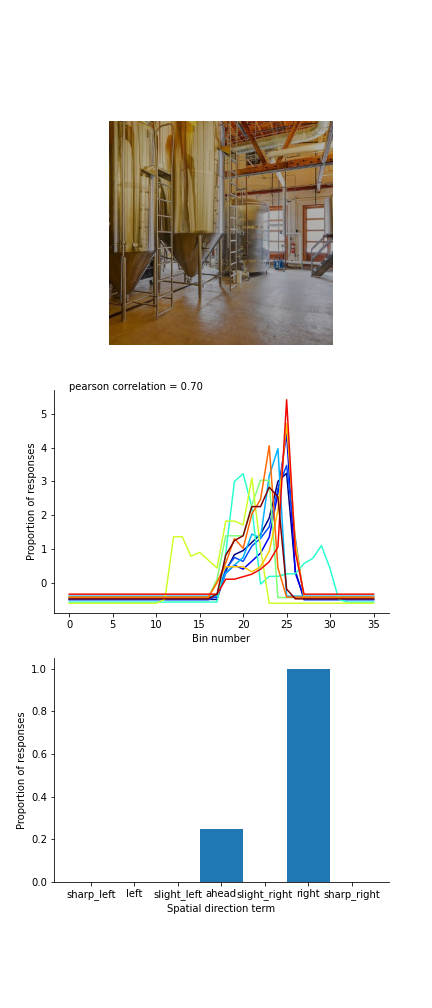 pearson correlation = 0.70
Proportion of responses
5
4
3
2
1
0
0 5 10 15 20 25 30 35
Bin number
Proportion of responses
1.0
0.8
0.6
0.4
0.2
0.0
sharp_left left slight_left ahead slight_right right sharp_right
Spatial direction term